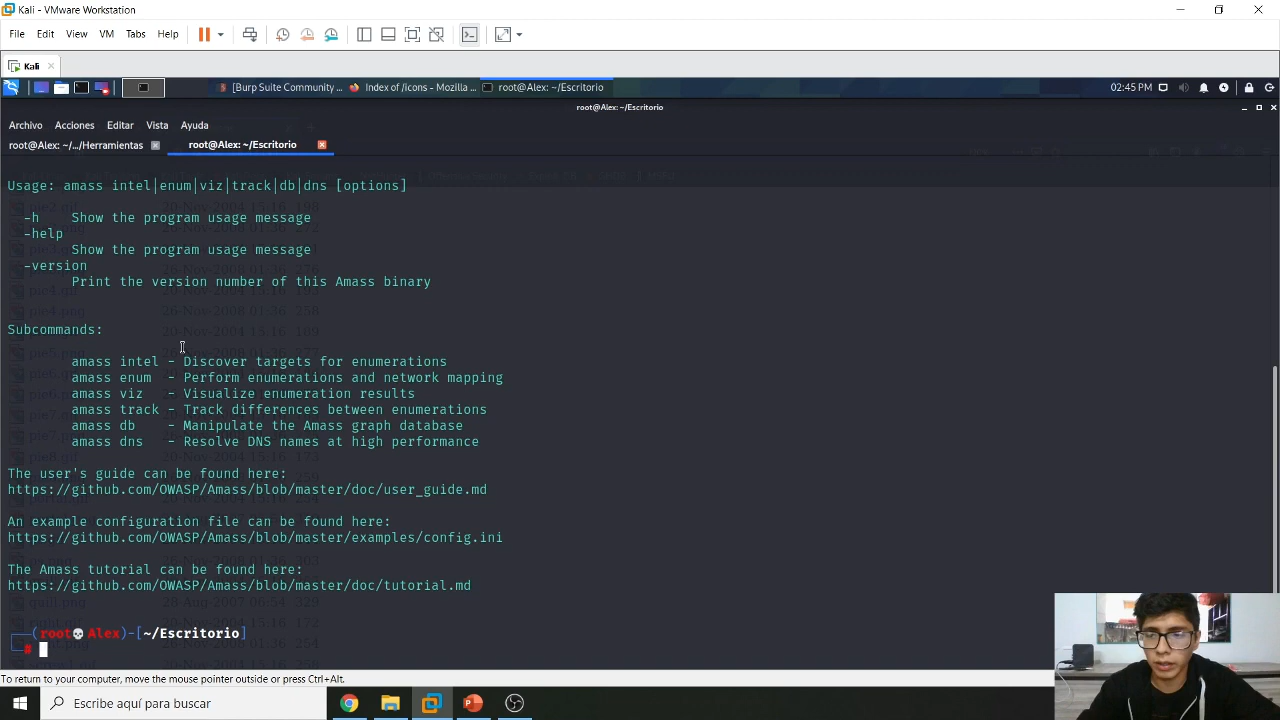 Kali - VMware Workstation
File Edit View VM Tabs Help
Kali
[Burp Suite Community ... Index of /icons - Mozilla ... root@Alex: ~/Escritorio 02:45 PM
root@Alex: ~/Escritorio
Archivo Acciones Editar Vista Ayuda
root@Alex: ~/.../Herramientas root@Alex: ~/Escritorio
Usage: amass intel|enum|viz|track|db|dns [options]
-h Show the program usage message
-help
Show the program usage message
-version
Print the version number of this Amass binary
Subcommands:
amass intel - Discover targets for enumerations
amass enum - Perform enumerations and network mapping
amass viz - Visualize enumeration results
amass track - Track differences between enumerations
amass db - Manipulate the Amass graph database
amass dns - Resolve DNS names at high performance
The user's guide can be found here:
https://github.com/OWASP/Amass/blob/master/doc/user_guide.md
An example configuration file can be found here:
https://github.com/OWASP/Amass/blob/master/examples/config.ini
The Amass tutorial can be found here:
https://github.com/OWASP/Amass/blob/master/doc/tutorial.md
(root💀Alex)-[~/Escritorio]
#
To return to your computer, move the mouse pointer outside or press Ctrl+Alt.
Escribe aquí para buscar